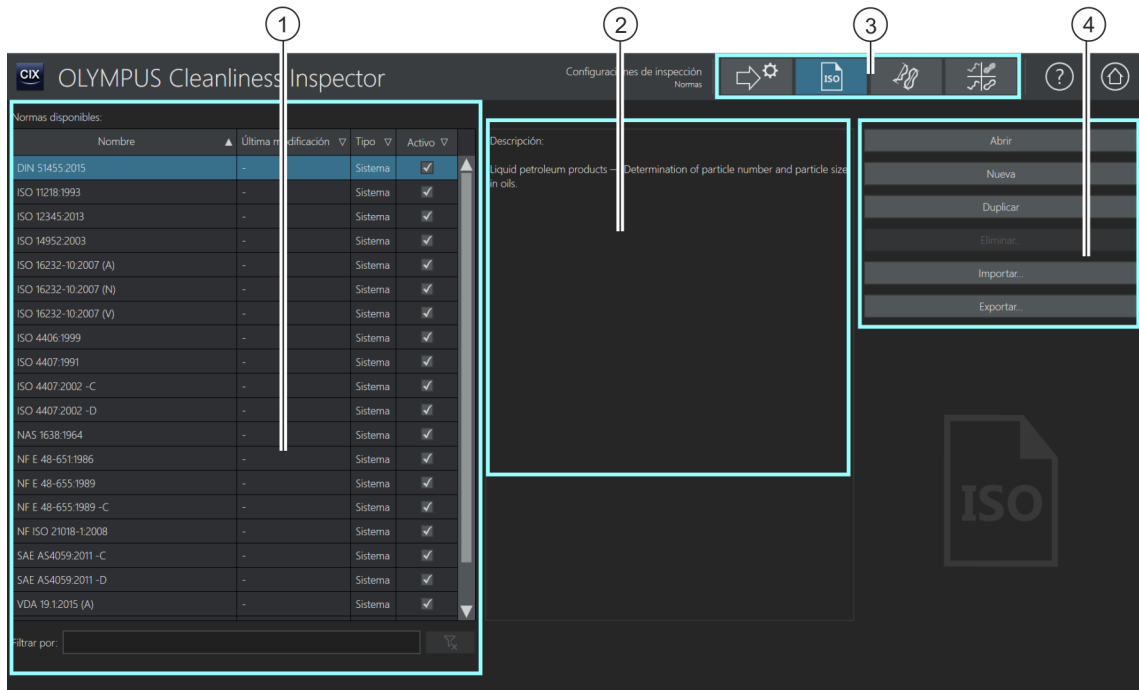 1
2
3
4
CIX OLYMPUS Cleanliness Inspector
Configuraciones de inspección
Normas
ISO
?
Normas disponibles:
Nombre Última modificación Tipo Activo
DIN 51455:2015 - Sistema
ISO 11218:1993 - Sistema
ISO 12345:2013 - Sistema
ISO 14952:2003 - Sistema
ISO 16232-10:2007 (A) - Sistema
ISO 16232-10:2007 (N) - Sistema
ISO 16232-10:2007 (V) - Sistema
ISO 4406:1999 - Sistema
ISO 4407:1991 - Sistema
ISO 4407:2002 -C - Sistema
ISO 4407:2002 -D - Sistema
NAS 1638:1964 - Sistema
NF E 48-651:1986 - Sistema
NF E 48-655:1989 - Sistema
NF E 48-655:1989 -C - Sistema
NF ISO 21018-1:2008 - Sistema
SAE AS4059:2011 -C - Sistema
SAE AS4059:2011 -D - Sistema
VDA 19.1:2015 (A) - Sistema
Filtrar por:
Descripción:
Liquid petroleum products — Determination of particle number and particle size
in oils.
Abrir
Nueva
Duplicar
Eliminar...
Importar...
Exportar...
ISO